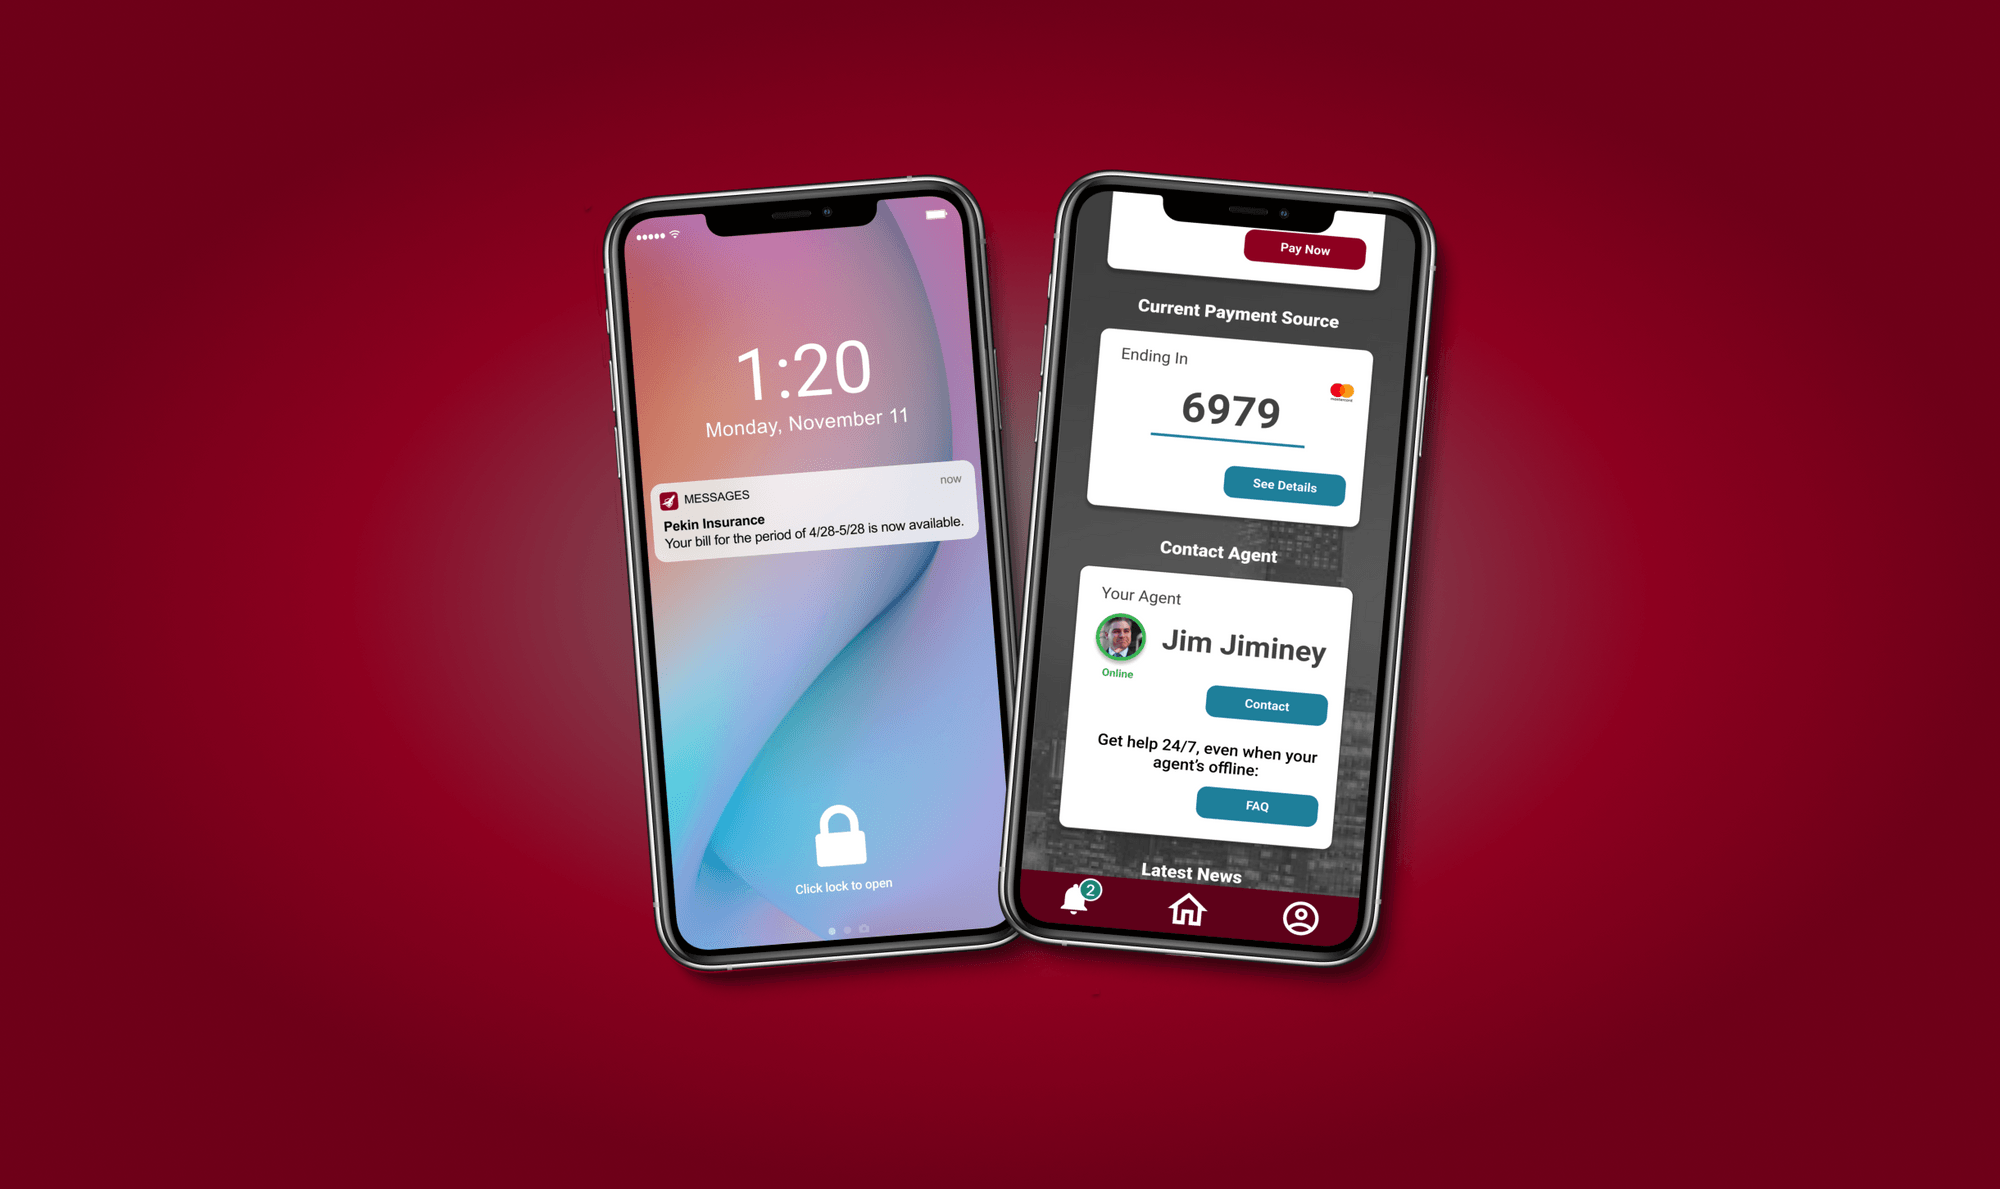 1:20
Monday, November 11
MESSAGES
now
Pekin Insurance
Your bill for the period of 4/28-5/28 is now available.
Click lock to open
Pay Now
Current Payment Source
Ending In
mastercard
6979
See Details
Contact Agent
Your Agent
Jim Jiminey
Online
Contact
Get help 24/7, even when your
agent's offline:
FAQ
Latest News
2